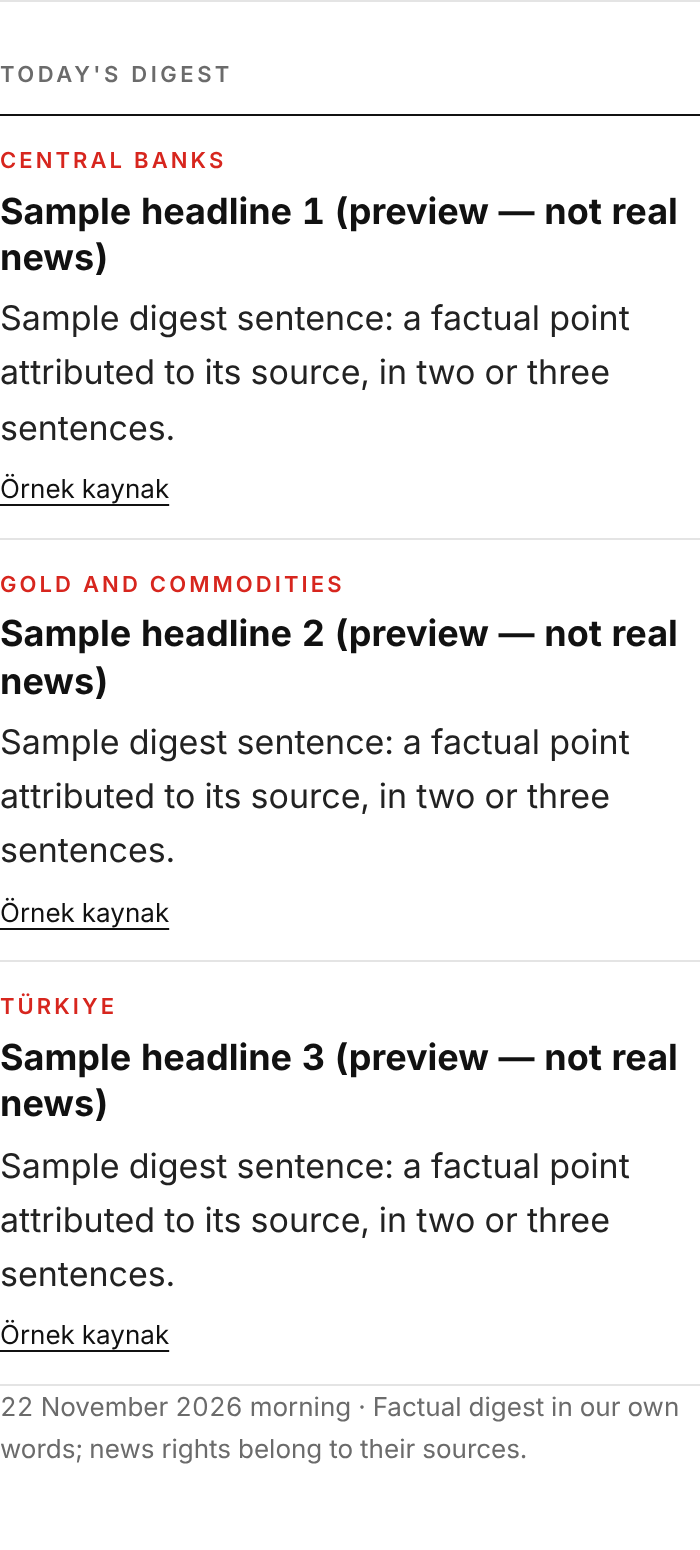 TODAY'S DIGEST
CENTRAL BANKS
Sample headline 1 (preview — not real
news)
Sample digest sentence: a factual point
attributed to its source, in two or three
sentences.
Örnek kaynak
GOLD AND COMMODITIES
Sample headline 2 (preview — not real
news)
Sample digest sentence: a factual point
attributed to its source, in two or three
sentences.
Örnek kaynak
TÜRKIYE
Sample headline 3 (preview — not real
news)
Sample digest sentence: a factual point
attributed to its source, in two or three
sentences.
Örnek kaynak
22 November 2026 morning · Factual digest in our own
words; news rights belong to their sources.